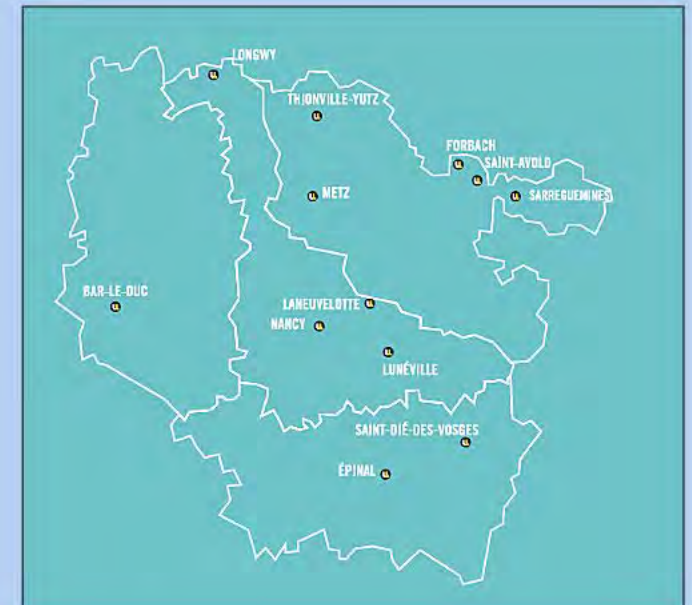 LONGWY
THIONVILLE-YUTZ
FORBACH
SAINT-AVOLD
METZ
SARREGUEMINES
BAR-LE-DUC
LANEUVELOTTE
NANCY
LUNÉVILLE
SAINT-DIÉ-DES-VOSGES
ÉPINAL